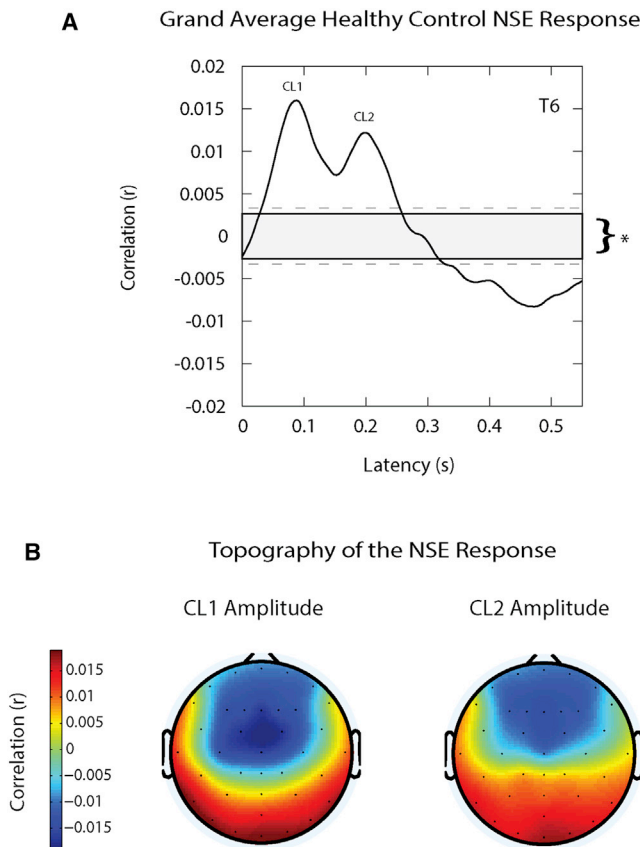 A
Grand Average Healthy Control NSE Response
0.02
0.015
0.01
0.005
0
-0.005
-0.01
-0.015
-0.02
Correlation (r)
CL1
CL2
T6
} *
0 0.1 0.2 0.3 0.4 0.5
Latency (s)
B
Topography of the NSE Response
CL1 Amplitude
CL2 Amplitude
Correlation (r)
0.015
0.01
0.005
0
−0.005
−0.01
−0.015